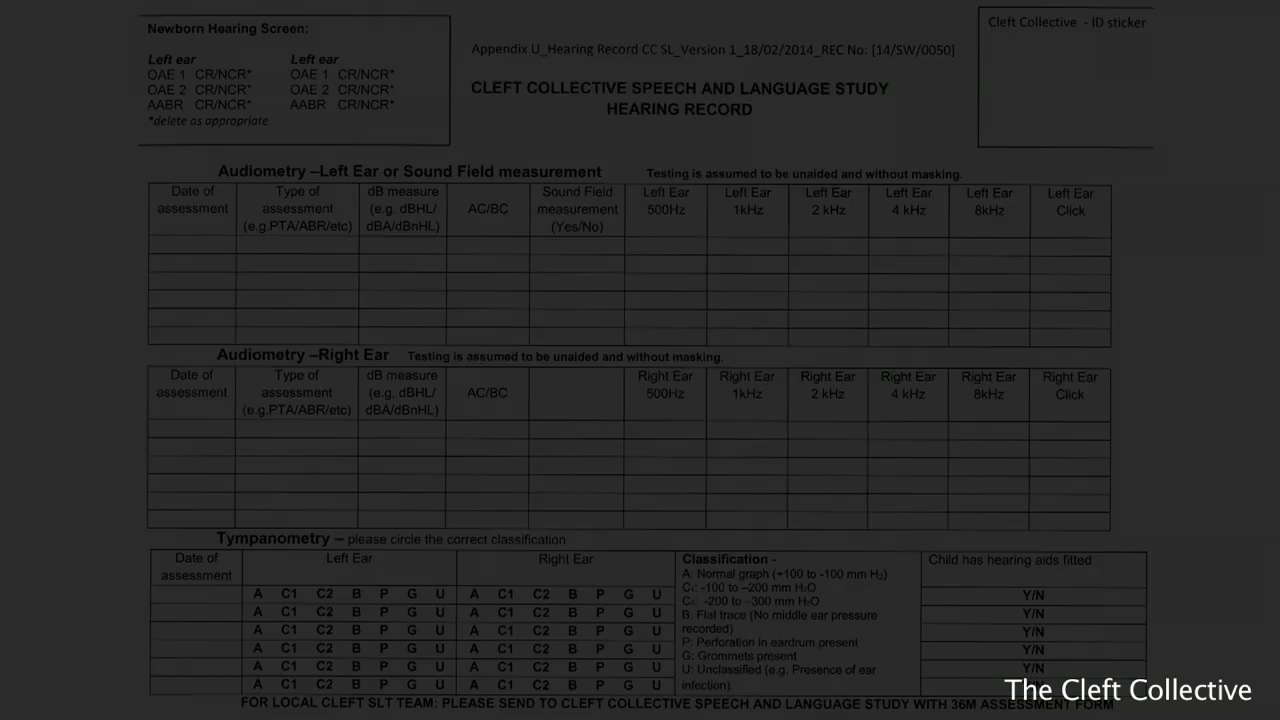 Newborn Hearing Screen:
Left ear Left ear
OAE 1 CR/NCR* OAE 1 CR/NCR*
OAE 2 CR/NCR* OAE 2 CR/NCR*
AABR CR/NCR* AABR CR/NCR*
*delete as appropriate
Appendix U_Hearing Record CC SL_Version 1_18/02/2014_REC No: [14/SW/0050]
CLEFT COLLECTIVE SPEECH AND LANGUAGE STUDY
HEARING RECORD
Cleft Collective - ID sticker
Audiometry –Left Ear or Sound Field measurement Testing is assumed to be unaided and without masking.
Date of assessment Type of assessment (e.g.PTA/ABR/etc) dB measure (e.g. dBHL/ dBA/dBnHL) AC/BC Sound Field measurement (Yes/No) Left Ear 500Hz Left Ear 1kHz Left Ear 2 kHz Left Ear 4 kHz Left Ear 8kHz Left Ear Click
Audiometry –Right Ear Testing is assumed to be unaided and without masking.
Date of assessment Type of assessment (e.g.PTA/ABR/etc) dB measure (e.g. dBHL/ dBA/dBnHL) AC/BC Right Ear 500Hz Right Ear 1kHz Right Ear 2 kHz Right Ear 4 kHz Right Ear 8kHz Right Ear Click
Tympanometry – please circle the correct classification
Date of assessment Left Ear Right Ear
A C1 C2 B P G U A C1 C2 B P G U
A C1 C2 B P G U A C1 C2 B P G U
A C1 C2 B P G U A C1 C2 B P G U
A C1 C2 B P G U A C1 C2 B P G U
A C1 C2 B P G U A C1 C2 B P G U
A C1 C2 B P G U A C1 C2 B P G U
Classification -
A: Normal graph (+100 to -100 mm H₂)
C₁: -100 to –200 mm H₂O
C₂: -200 to –300 mm H₂O
B: Flat trace (No middle ear pressure
recorded)
P: Perforation in eardrum present
G: Grommets present
U: Unclassified (e.g. Presence of ear
infection)
Child has hearing aids fitted
Y/N
Y/N
Y/N
Y/N
Y/N
FOR LOCAL CLEFT SLT TEAM: PLEASE SEND TO CLEFT COLLECTIVE SPEECH AND LANGUAGE STUDY WITH 36M ASSESSMENT FORM
The Cleft Collective